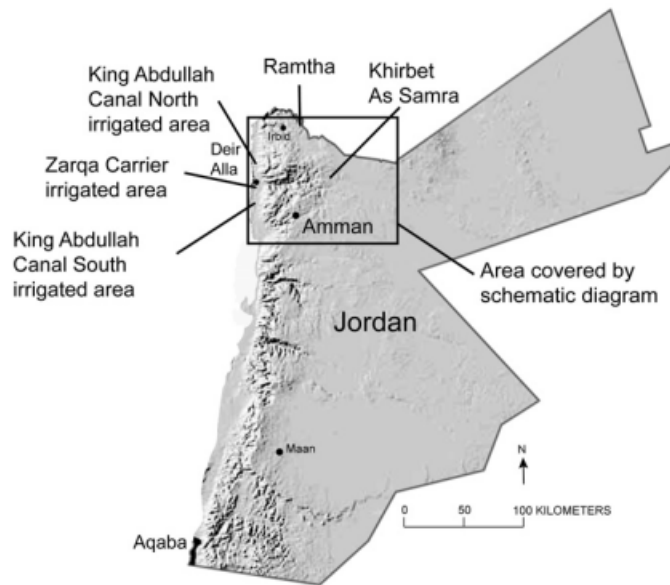 Ramtha
King Abdullah
Canal North
irrigated area
Khirbet
As Samra
Irbid
Deir
Alla
Zarqa Carrier
irrigated area
Amman
King Abdullah
Canal South
irrigated area
Area covered by
schematic diagram
Jordan
Maan
N
0 50 100 KILOMETERS
Aqaba